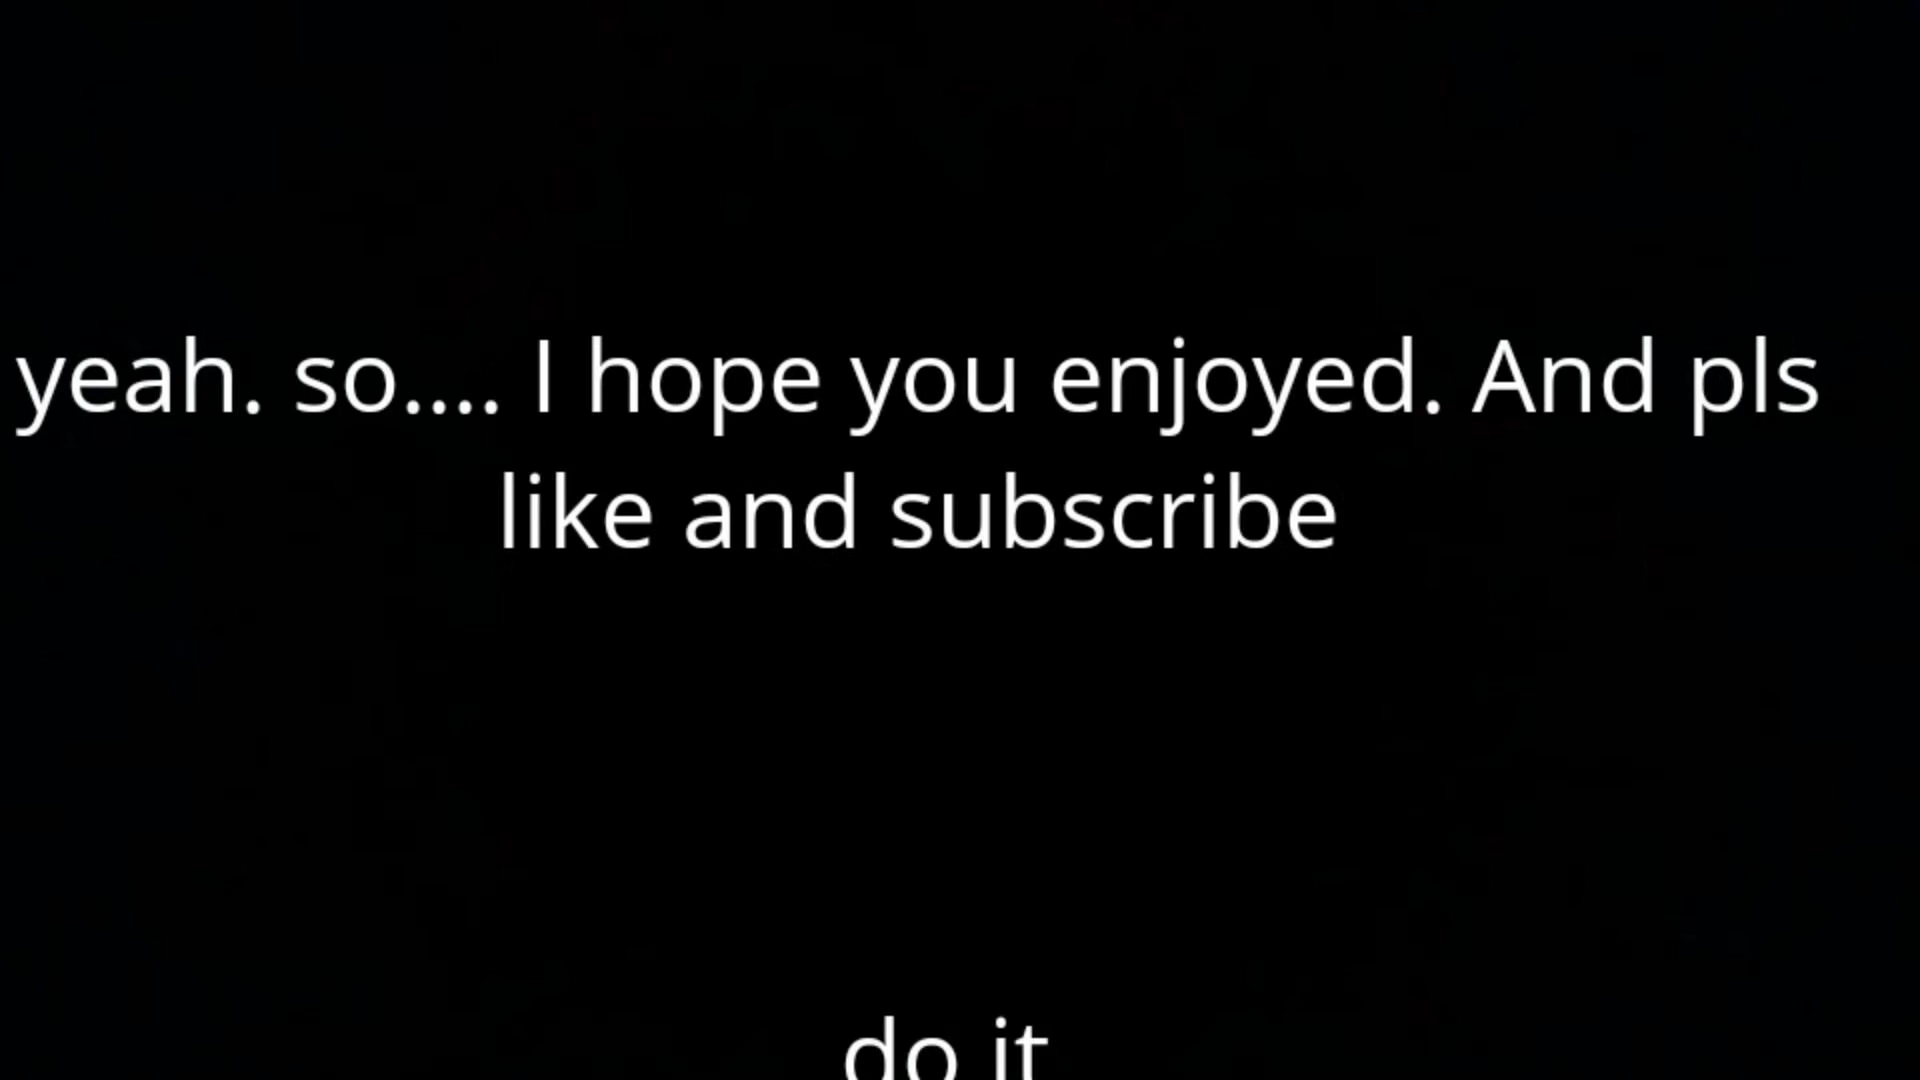 yeah. so.... I hope you enjoyed. And pls
like and subscribe
do it